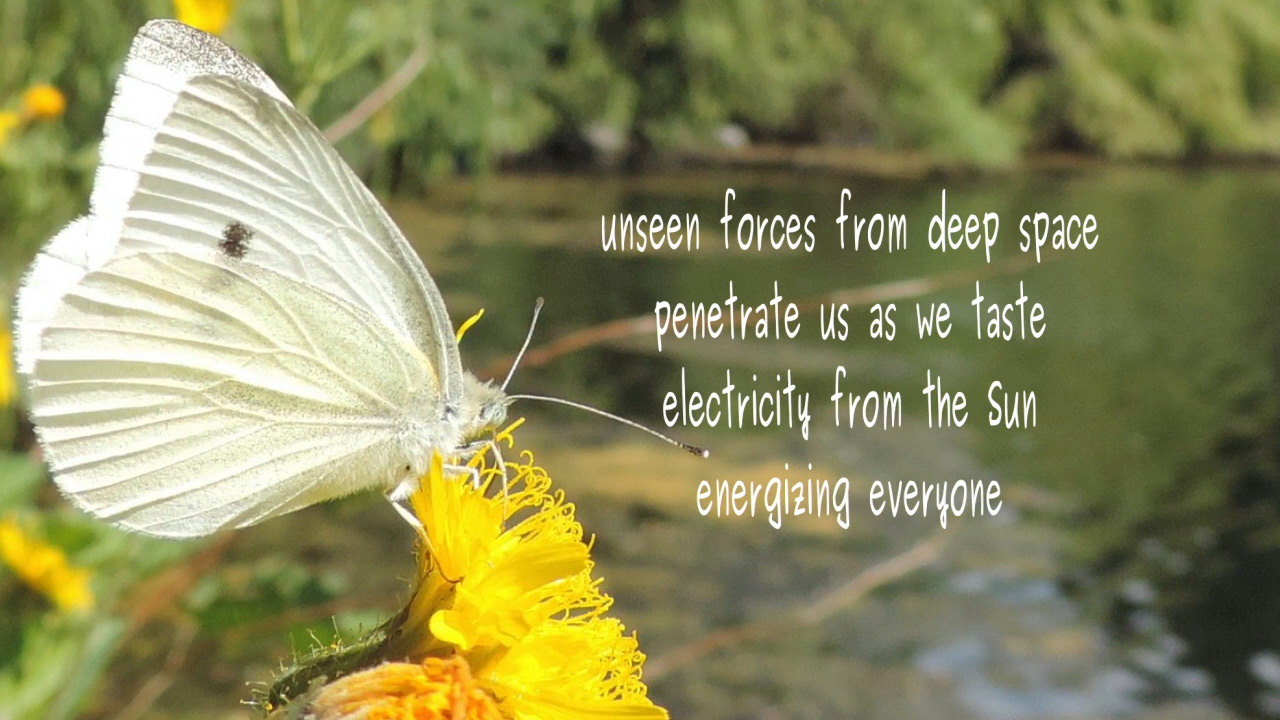 unseen forces from deep space
penetrate us as we taste
electricity from the Sun
energizing everyone